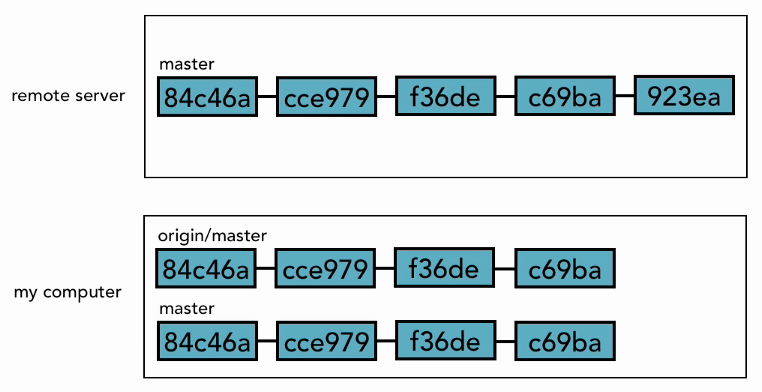 master
remote server
84c46a cce979 f36de c69ba 923ea
origin/master
84c46a cce979 f36de c69ba
my computer
master
84c46a cce979 f36de c69ba